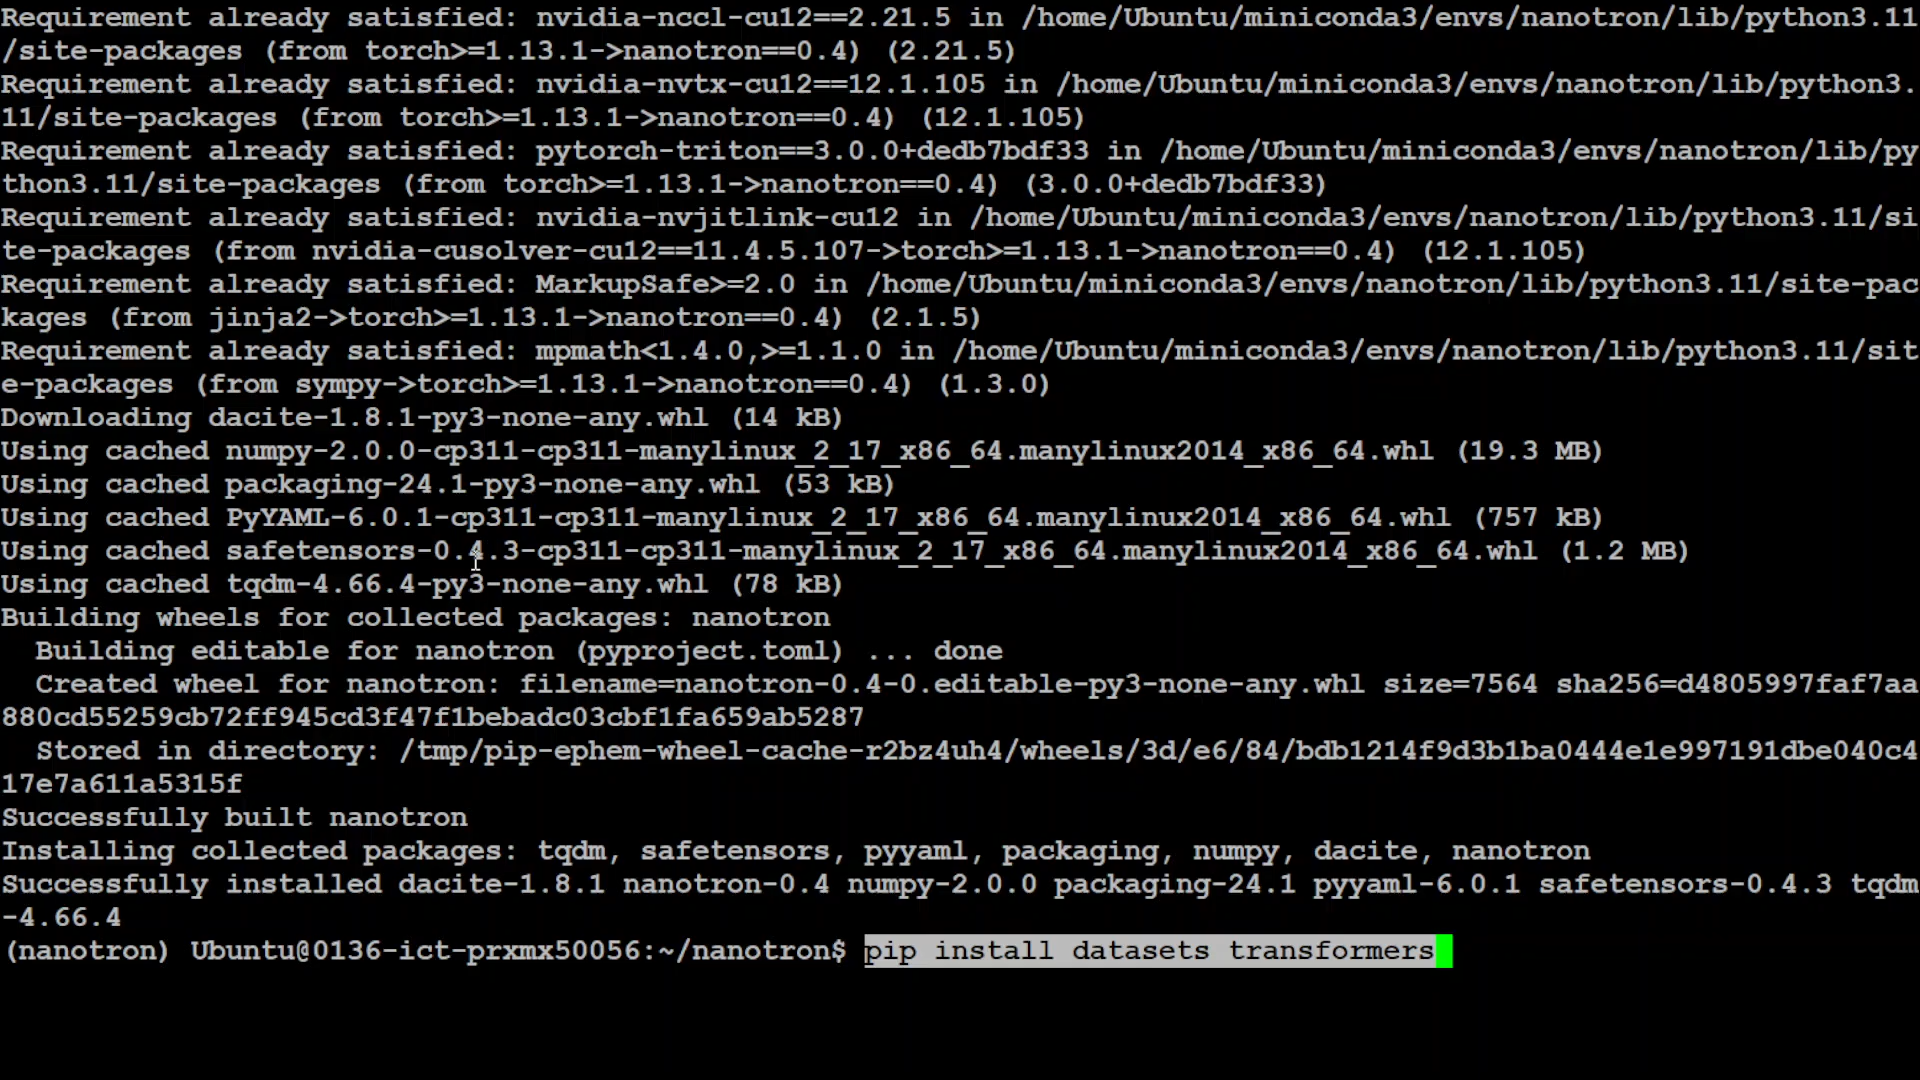 Requirement already satisfied: nvidia-nccl-cu12==2.21.5 in /home/Ubuntu/miniconda3/envs/nanotron/lib/python3.11
/site-packages (from torch>=1.13.1->nanotron==0.4) (2.21.5)
Requirement already satisfied: nvidia-nvtx-cu12==12.1.105 in /home/Ubuntu/miniconda3/envs/nanotron/lib/python3.
11/site-packages (from torch>=1.13.1->nanotron==0.4) (12.1.105)
Requirement already satisfied: pytorch-triton==3.0.0+dedb7bdf33 in /home/Ubuntu/miniconda3/envs/nanotron/lib/py
thon3.11/site-packages (from torch>=1.13.1->nanotron==0.4) (3.0.0+dedb7bdf33)
Requirement already satisfied: nvidia-nvjitlink-cu12 in /home/Ubuntu/miniconda3/envs/nanotron/lib/python3.11/si
te-packages (from nvidia-cusolver-cu12==11.4.5.107->torch>=1.13.1->nanotron==0.4) (12.1.105)
Requirement already satisfied: MarkupSafe>=2.0 in /home/Ubuntu/miniconda3/envs/nanotron/lib/python3.11/site-pac
kages (from jinja2->torch>=1.13.1->nanotron==0.4) (2.1.5)
Requirement already satisfied: mpmath<1.4.0,>=1.1.0 in /home/Ubuntu/miniconda3/envs/nanotron/lib/python3.11/sit
e-packages (from sympy->torch>=1.13.1->nanotron==0.4) (1.3.0)
Downloading dacite-1.8.1-py3-none-any.whl (14 kB)
Using cached numpy-2.0.0-cp311-cp311-manylinux_2_17_x86_64.manylinux2014_x86_64.whl (19.3 MB)
Using cached packaging-24.1-py3-none-any.whl (53 kB)
Using cached PyYAML-6.0.1-cp311-cp311-manylinux_2_17_x86_64.manylinux2014_x86_64.whl (757 kB)
Using cached safetensors-0.4.3-cp311-cp311-manylinux_2_17_x86_64.manylinux2014_x86_64.whl (1.2 MB)
Using cached tqdm-4.66.4-py3-none-any.whl (78 kB)
Building wheels for collected packages: nanotron
  Building editable for nanotron (pyproject.toml) ... done
  Created wheel for nanotron: filename=nanotron-0.4-0.editable-py3-none-any.whl size=7564 sha256=d4805997faf7aa
880cd55259cb72ff945cd3f47f1bebadc03cbf1fa659ab5287
  Stored in directory: /tmp/pip-ephem-wheel-cache-r2bz4uh4/wheels/3d/e6/84/bdb1214f9d3b1ba0444e1e997191dbe040c4
17e7a611a5315f
Successfully built nanotron
Installing collected packages: tqdm, safetensors, pyyaml, packaging, numpy, dacite, nanotron
Successfully installed dacite-1.8.1 nanotron-0.4 numpy-2.0.0 packaging-24.1 pyyaml-6.0.1 safetensors-0.4.3 tqdm
-4.66.4
(nanotron) Ubuntu@0136-ict-prxmx50056:~/nanotron$ pip install datasets transformers